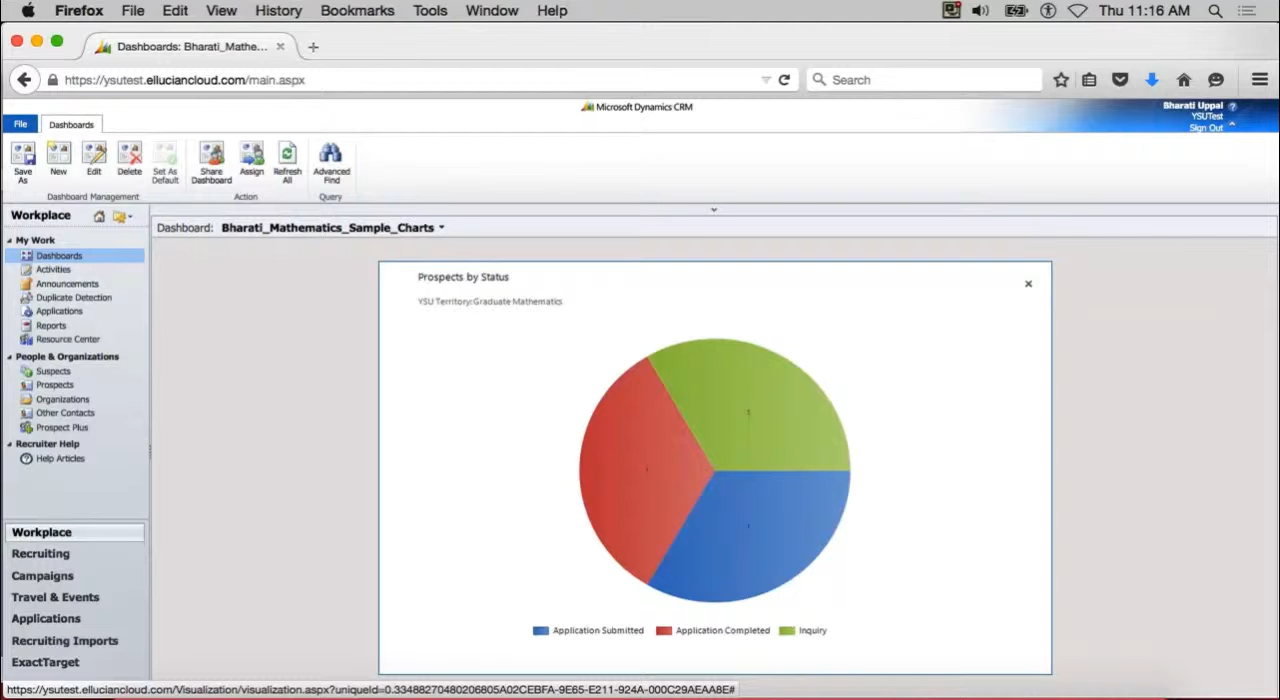 Firefox File Edit View History Bookmarks Tools Window Help Thu 11:16 AM
Dashboards: Bharati_Mathe...
https://ysutest.elluciancloud.com/main.aspx Search
Microsoft Dynamics CRM
Bharati Uppal
YSUTest
Sign Out
File Dashboards
Save As
New
Edit
Delete
Set As Default
Share Dashboard
Assign
Refresh All
Advanced Find
Dashboard Management Action Query
Workplace
Dashboard: Bharati_Mathematics_Sample_Charts
My Work
Dashboards
Activities
Announcements
Duplicate Detection
Applications
Reports
Resource Center
People & Organizations
Suspects
Prospects
Organizations
Other Contacts
Prospect Plus
Recruiter Help
Help Articles
Workplace
Recruiting
Campaigns
Travel & Events
Applications
Recruiting Imports
ExactTarget
Prospects by Status
YSU Territory:Graduate Mathematics
1
1
1
Application Submitted Application Completed Inquiry
https://ysutest.elluciancloud.com/Visualization/visualization.aspx?uniqueId=0.33488270480206805A02CEBFA-9E65-E211-924A-000C29AEAA8E#